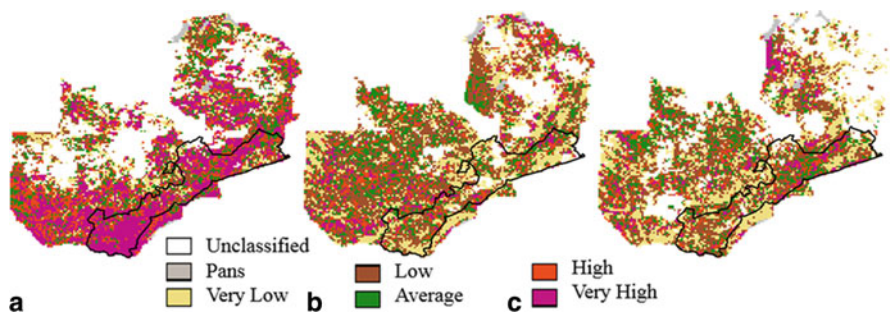 Unclassified
Pans
Very Low
Low
Average
High
Very High
a
b
c